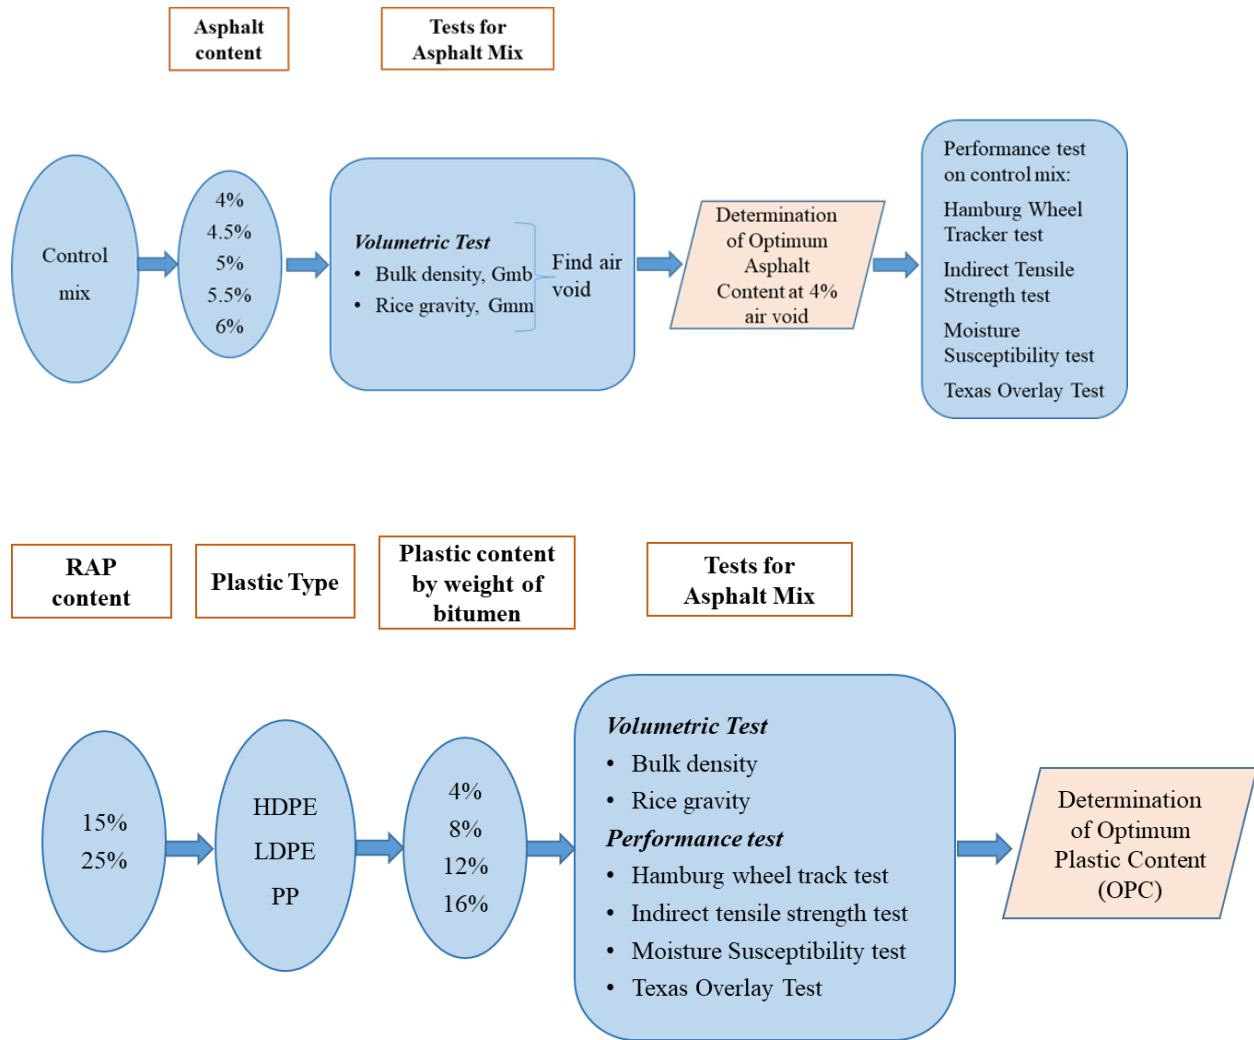 Asphalt
content
Tests for
Asphalt Mix
Control
mix
4%
4.5%
5%
5.5%
6%
Volumetric Test
• Bulk density, Gmb
• Rice gravity, Gmm
Find air
void
Determination
of Optimum
Asphalt
Content at 4%
air void
Performance test
on control mix:
Hamburg Wheel
Tracker test
Indirect Tensile
Strength test
Moisture
Susceptibility test
Texas Overlay Test
RAP
content
Plastic Type
Plastic content
by weight of
bitumen
Tests for
Asphalt Mix
15%
25%
HDPE
LDPE
PP
4%
8%
12%
16%
Volumetric Test
• Bulk density
• Rice gravity
Performance test
• Hamburg wheel track test
• Indirect tensile strength test
• Moisture Susceptibility test
• Texas Overlay Test
Determination
of Optimum
Plastic Content
(OPC)